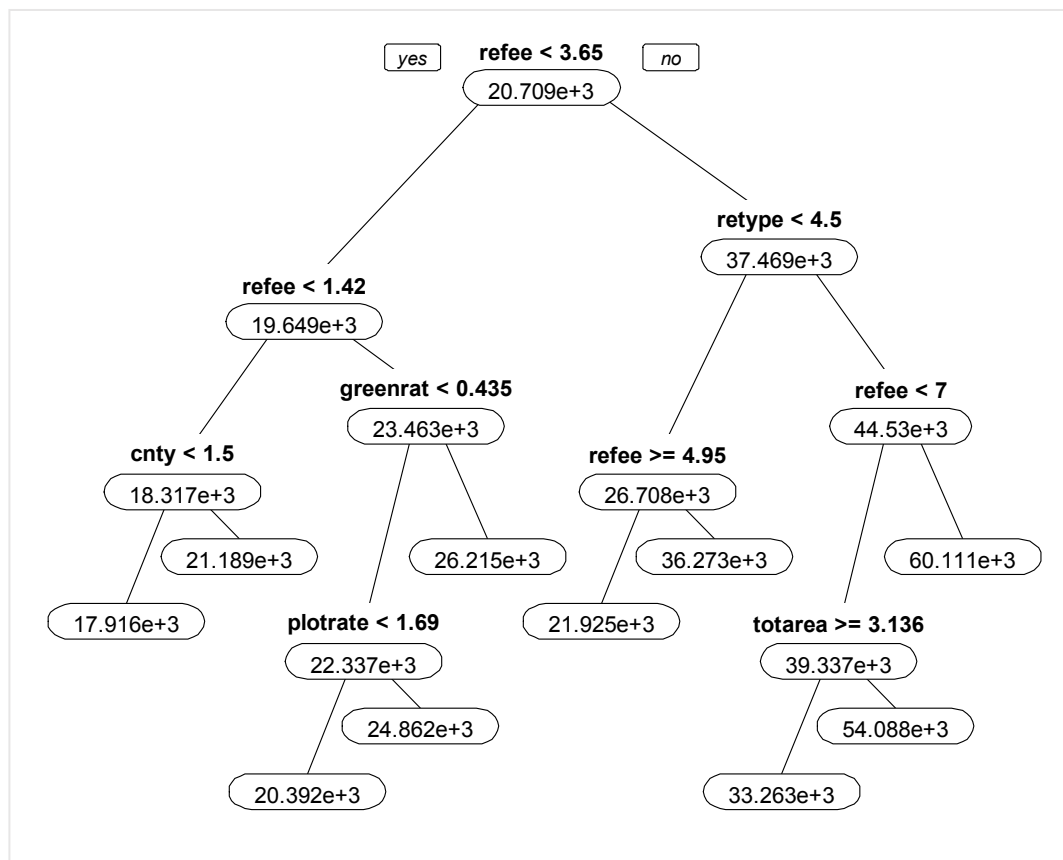 yes
refee < 3.65
no
20.709e+3
retype < 4.5
37.469e+3
refee < 1.42
19.649e+3
greenrat < 0.435
23.463e+3
refee < 7
44.53e+3
cnty < 1.5
18.317e+3
refee >= 4.95
26.708e+3
21.189e+3
26.215e+3
36.273e+3
60.111e+3
17.916e+3
plotrate < 1.69
22.337e+3
21.925e+3
totarea >= 3.136
39.337e+3
24.862e+3
54.088e+3
20.392e+3
33.263e+3